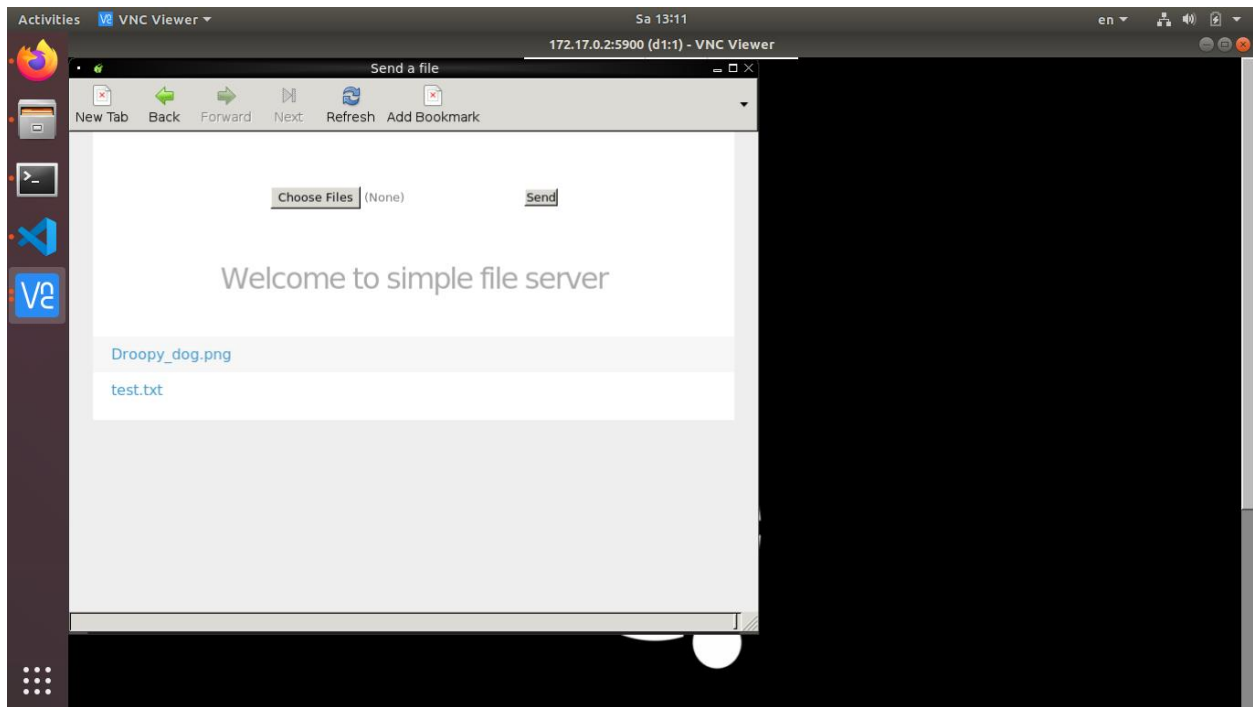 Activities VNC Viewer Sa 13:11 en
172.17.0.2:5900 (d1:1) - VNC Viewer
Send a file
New Tab Back Forward Next Refresh Add Bookmark
Choose Files (None) Send
Welcome to simple file server
Droopy_dog.png
test.txt